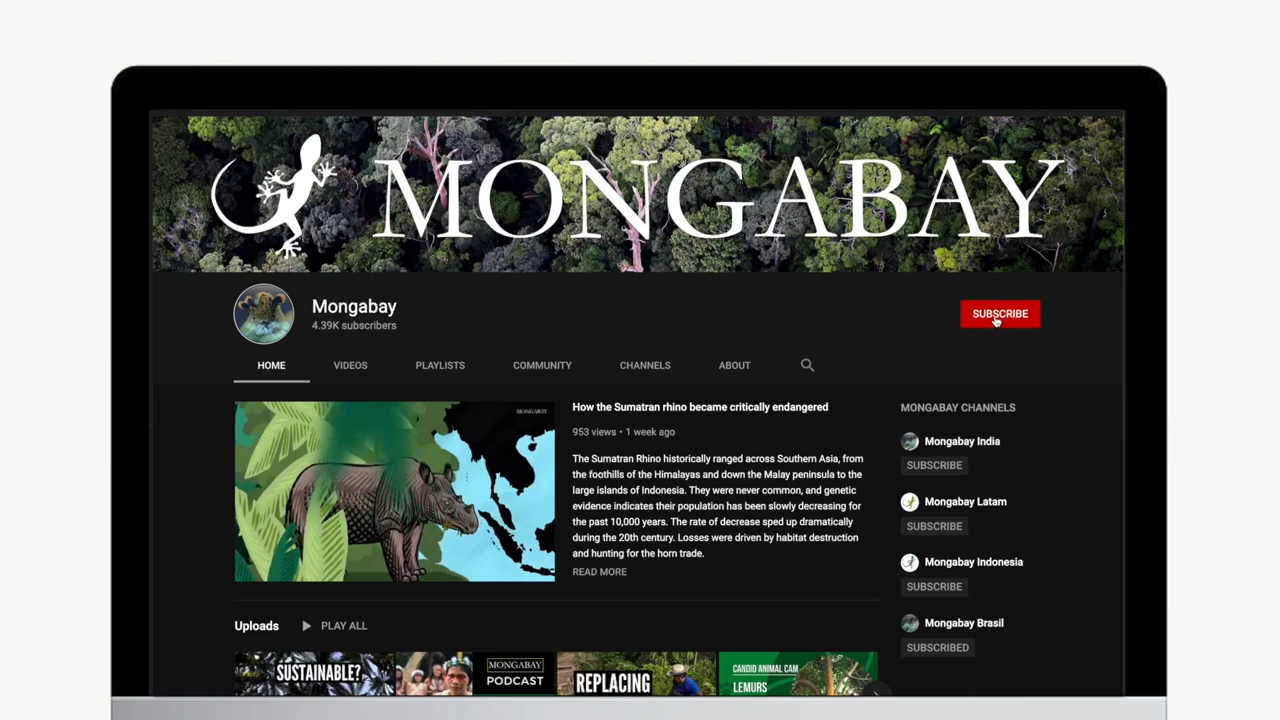 MONGABAY
Mongabay
4.39K subscribers
SUBSCRIBE
HOME VIDEOS PLAYLISTS COMMUNITY CHANNELS ABOUT
MONGABAY
How the Sumatran rhino became critically endangered
953 views • 1 week ago
The Sumatran Rhino historically ranged across Southern Asia, from
the foothills of the Himalayas and down the Malay peninsula to the
large islands of Indonesia. They were never common, and genetic
evidence indicates their population has been slowly decreasing for
the past 10,000 years. The rate of decrease sped up dramatically
during the 20th century. Losses were driven by habitat destruction
and hunting for the horn trade.
READ MORE
MONGABAY CHANNELS
Mongabay India
SUBSCRIBE
Mongabay Latam
SUBSCRIBE
Mongabay Indonesia
SUBSCRIBE
Mongabay Brasil
SUBSCRIBED
Uploads PLAY ALL
SUSTAINABLE?
MONGABAY
PODCAST
REPLACING
CANDID ANIMAL CAM
LEMURS